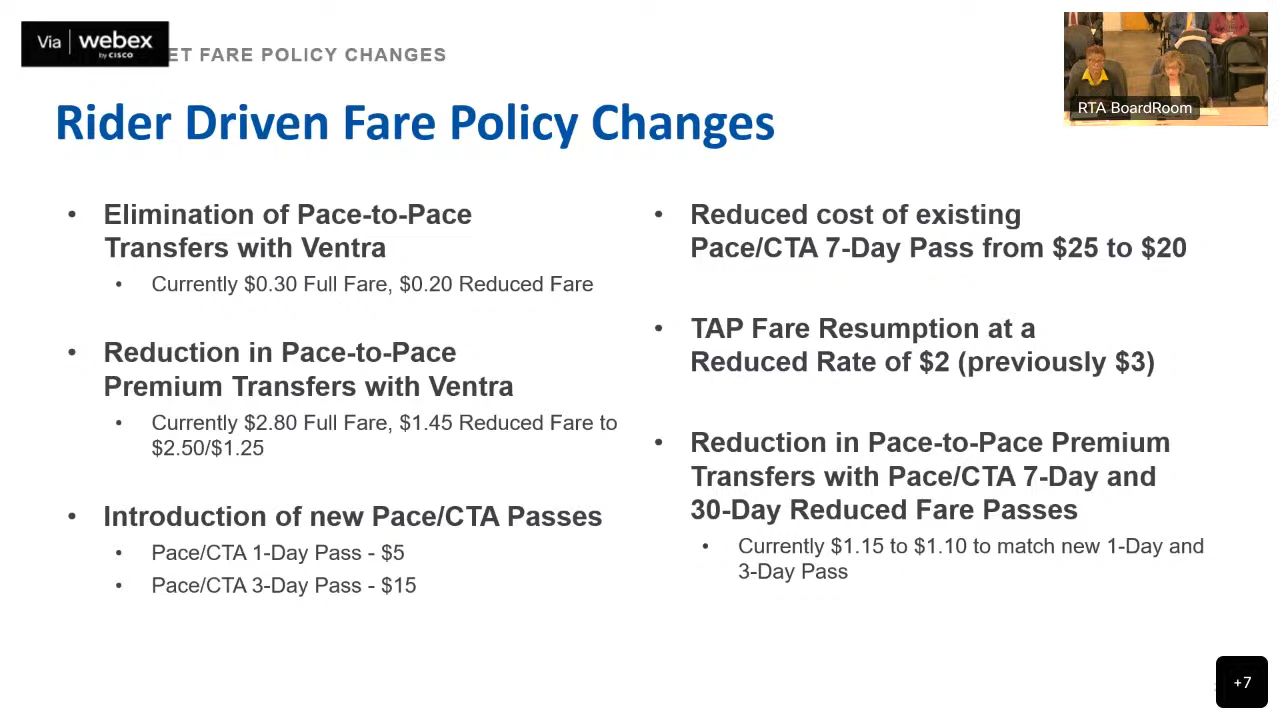 Via webex
by CISCO
ET FARE POLICY CHANGES
RTA BoardRoom
Rider Driven Fare Policy Changes
• Elimination of Pace-to-Pace
Transfers with Ventra
• Currently $0.30 Full Fare, $0.20 Reduced Fare
• Reduction in Pace-to-Pace
Premium Transfers with Ventra
• Currently $2.80 Full Fare, $1.45 Reduced Fare to
$2.50/$1.25
• Introduction of new Pace/CTA Passes
• Pace/CTA 1-Day Pass - $5
• Pace/CTA 3-Day Pass - $15
• Reduced cost of existing
Pace/CTA 7-Day Pass from $25 to $20
• TAP Fare Resumption at a
Reduced Rate of $2 (previously $3)
• Reduction in Pace-to-Pace Premium
Transfers with Pace/CTA 7-Day and
30-Day Reduced Fare Passes
• Currently $1.15 to $1.10 to match new 1-Day and
3-Day Pass
+7